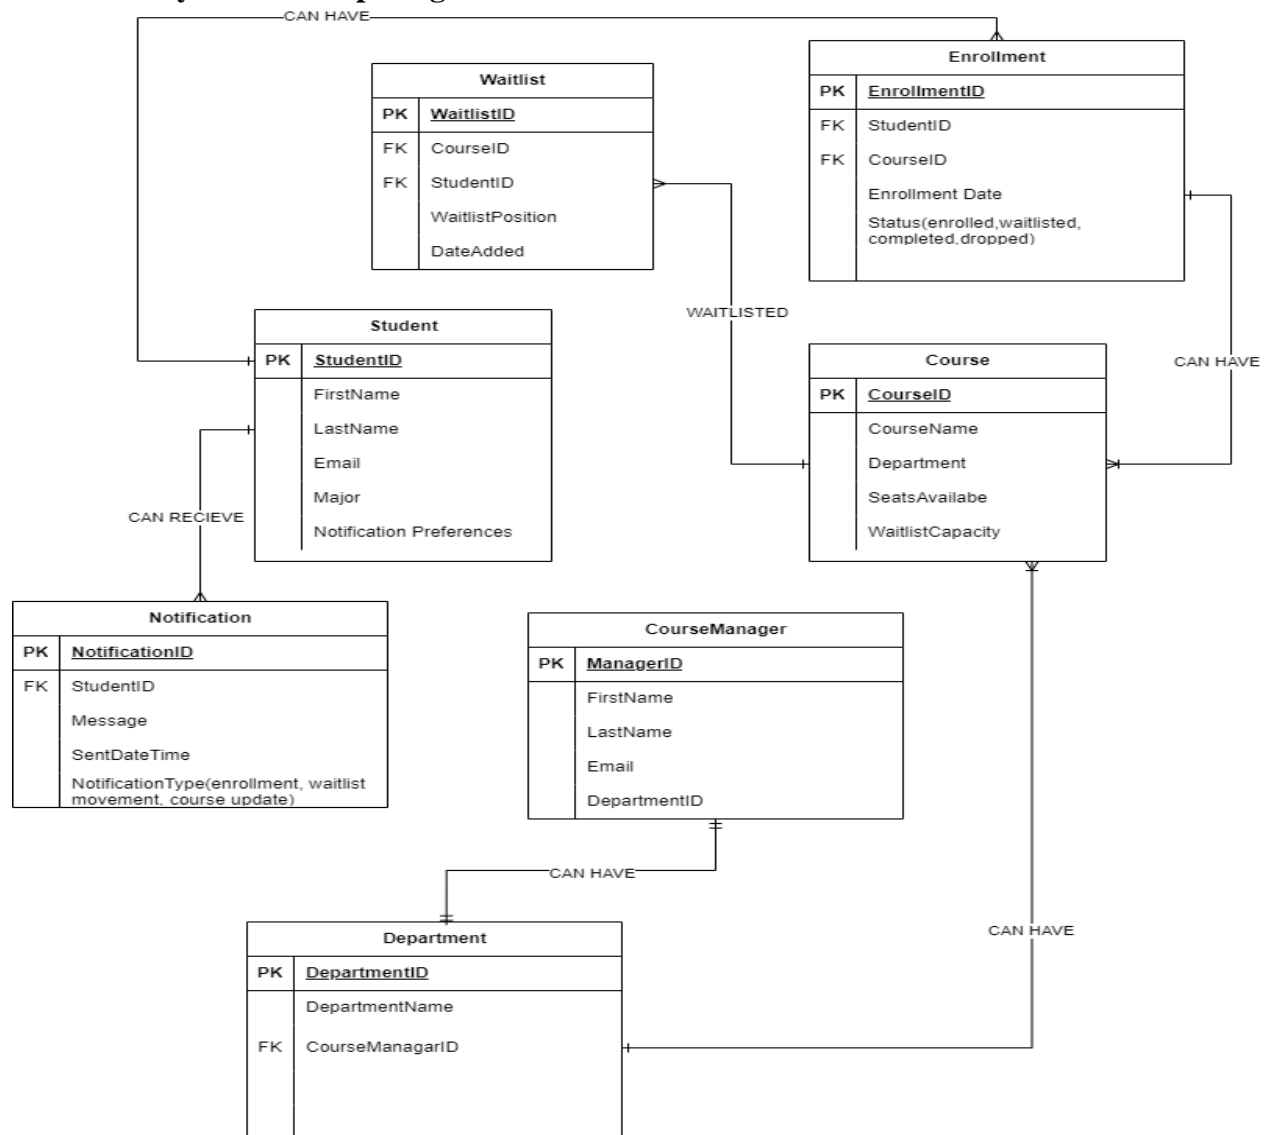 CAN HAVE
Enrollment
PK EnrollmentID
FK StudentID
FK CourseID
Enrollment Date
Status(enrolled,waitlisted,
completed,dropped)
Waitlist
PK WaitlistID
FK CourseID
FK StudentID
WaitlistPosition
DateAdded
WAITLISTED
CAN HAVE
Student
PK StudentID
FirstName
LastName
Email
Major
Notification Preferences
Course
PK CourseID
CourseName
Department
SeatsAvailabe
WaitlistCapacity
CAN RECIEVE
Notification
PK NotificationID
FK StudentID
Message
SentDateTime
NotificationType(enrollment, waitlist
movement, course update)
CourseManager
PK ManagerID
FirstName
LastName
Email
DepartmentID
CAN HAVE
CAN HAVE
Department
PK DepartmentID
DepartmentName
FK CourseManagarID